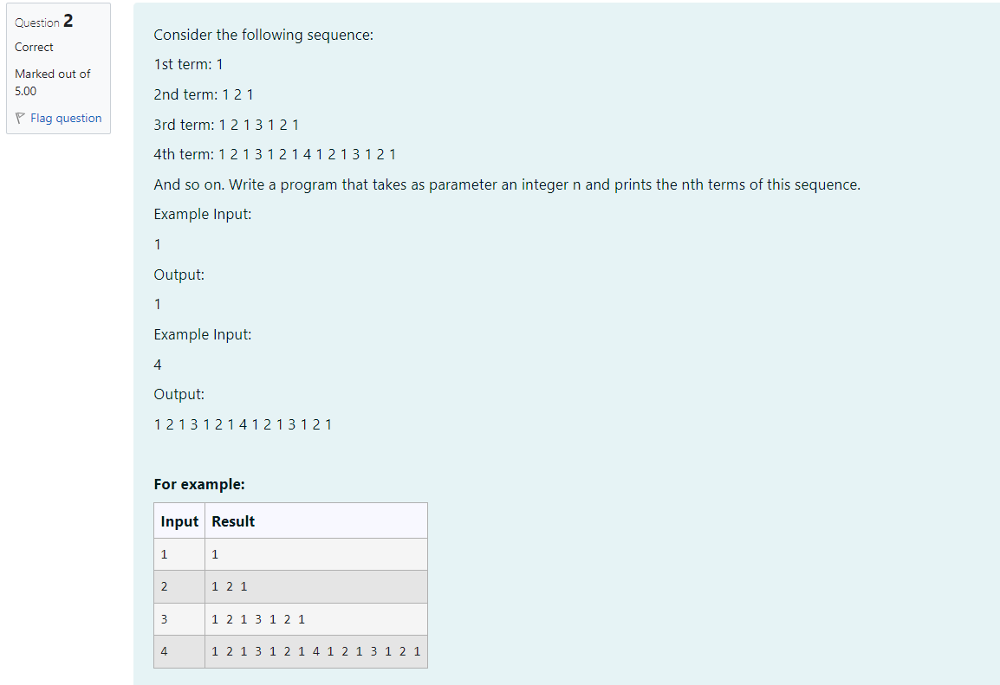 Question 2
Correct
Marked out of
5.00
Flag question
Consider the following sequence:
1st term: 1
2nd term: 1 2 1
3rd term: 1 2 1 3 1 2 1
4th term: 1 2 1 3 1 2 1 4 1 2 1 3 1 2 1
And so on. Write a program that takes as parameter an integer n and prints the nth terms of this sequence.
Example Input:
1
Output:
1
Example Input:
4
Output:
1 2 1 3 1 2 1 4 1 2 1 3 1 2 1
For example:
Input Result
1 1
2 1 2 1
3 1 2 1 3 1 2 1
4 1 2 1 3 1 2 1 4 1 2 1 3 1 2 1